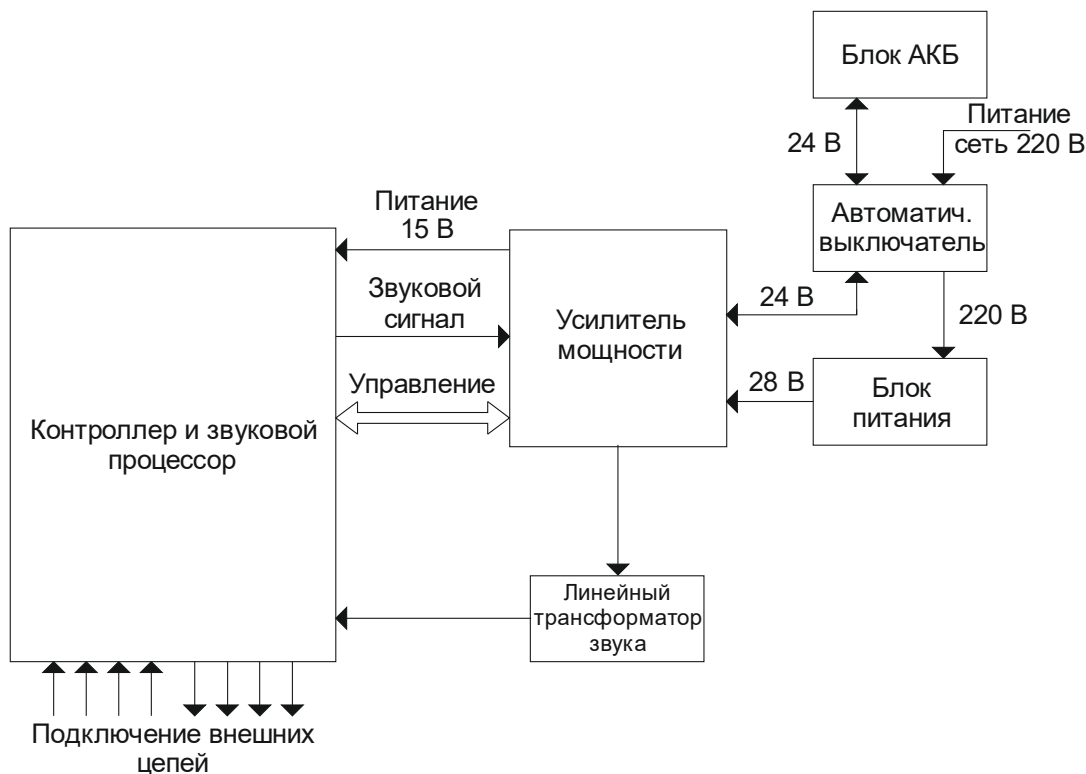 Блок АКБ
24 В
Питание
сеть 220 В
Автоматич.
выключатель
Питание
15 В
Звуковой
сигнал
Усилитель
мощности
24 В
220 В
Управление
28 В
Блок
питания
Контроллер и звуковой
процессор
Линейный
трансформатор
звука
Подключение внешних
цепей